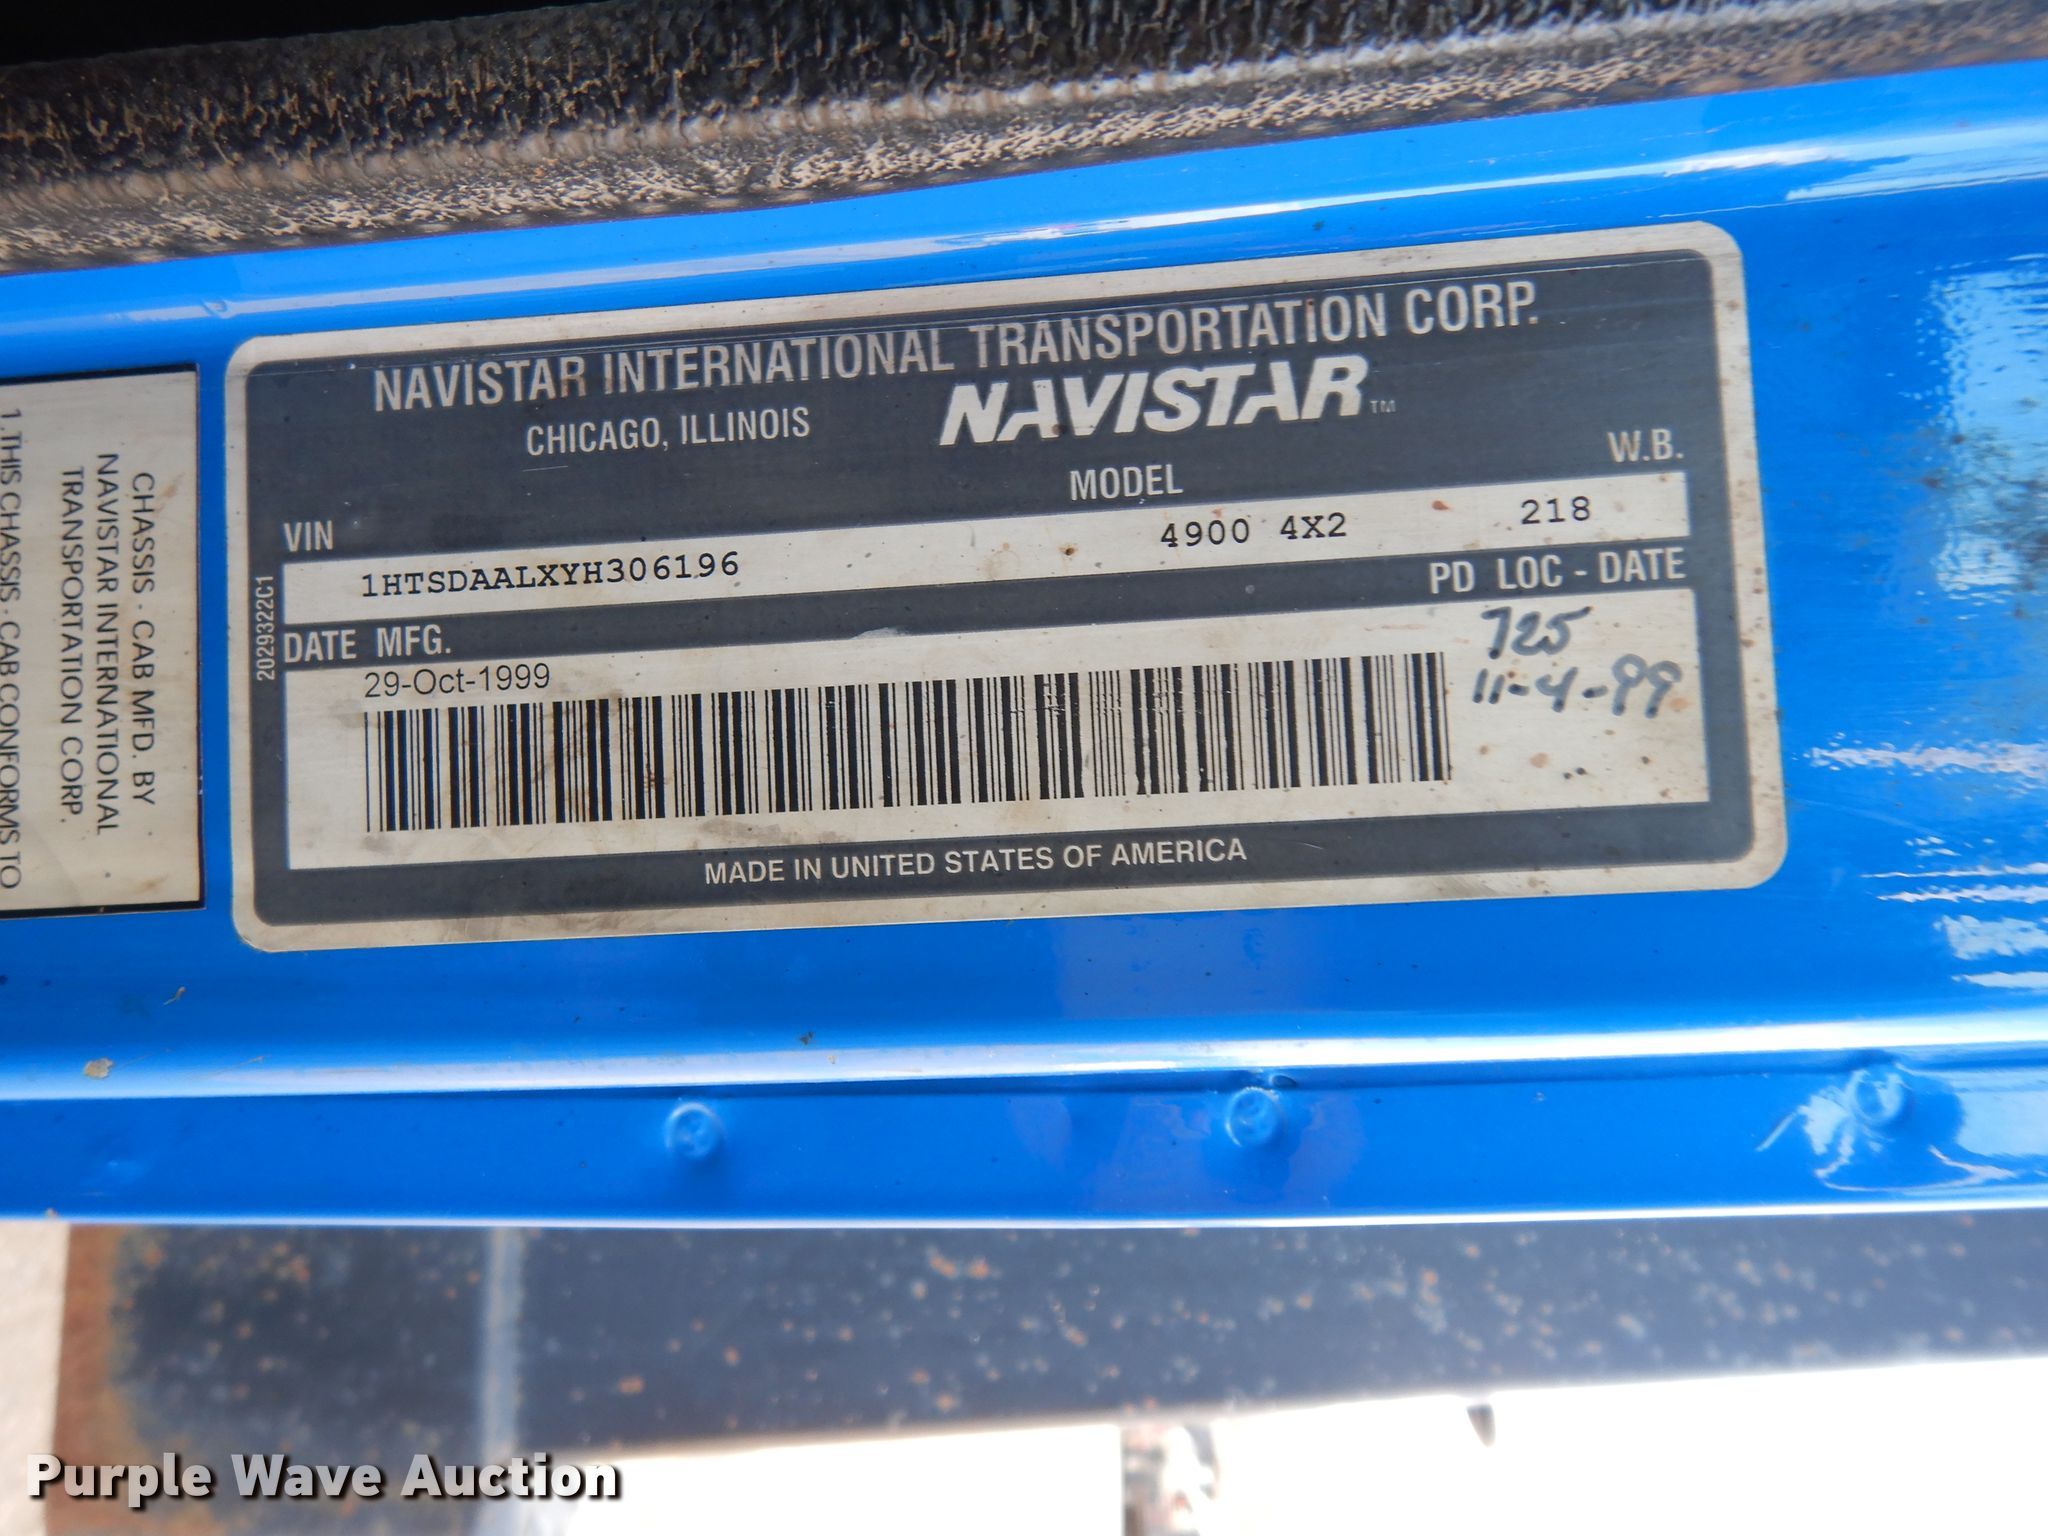 NAVISTAR INTERNATIONAL TRANSPORTATION CORP.
CHICAGO, ILLINOIS
NAVISTAR™
VIN
MODEL
W.B.
1HTSDAALXYH306196
4900 4X2
218
DATE MFG.
PD LOC - DATE
29-Oct-1999
725
11-4-99
MADE IN UNITED STATES OF AMERICA
2029322C1
CHASSIS - CAB MFD. BY
NAVISTAR INTERNATIONAL
TRANSPORTATION CORP.
1. THIS CHASSIS - CAB CONFORMS TO
Purple Wave Auction